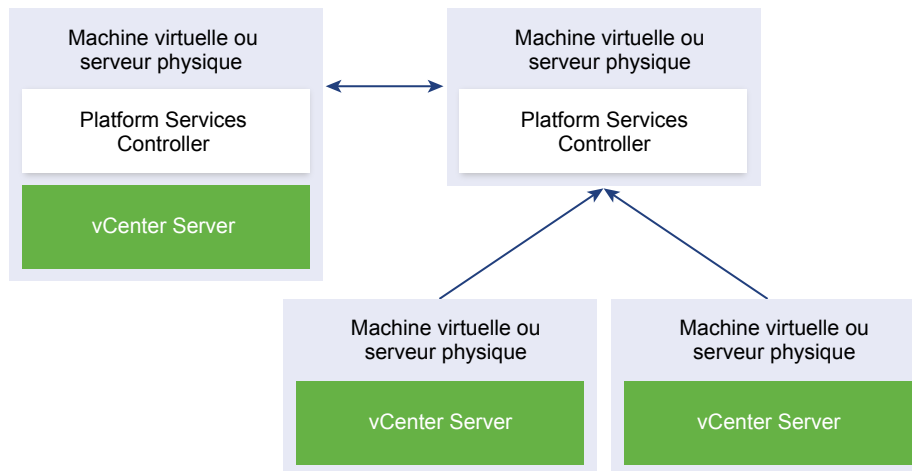 Machine virtuelle ou
serveur physique
Platform Services
Controller
vCenter Server
Machine virtuelle ou
serveur physique
Platform Services
Controller
Machine virtuelle ou
serveur physique
vCenter Server
Machine virtuelle ou
serveur physique
vCenter Server